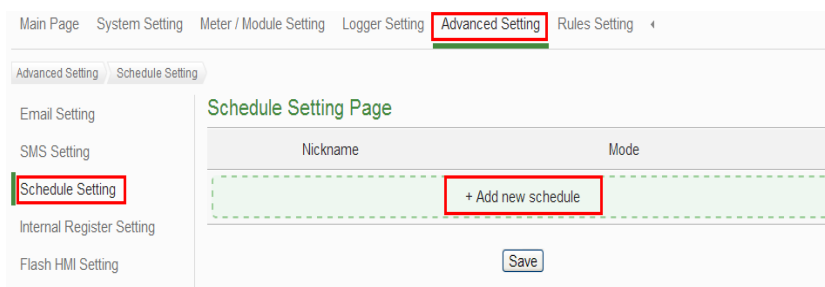 Main Page System Setting Meter / Module Setting Logger Setting Advanced Setting Rules Setting
Advanced Setting Schedule Setting
Email Setting
SMS Setting
Schedule Setting
Internal Register Setting
Flash HMI Setting
Schedule Setting Page
Nickname Mode
+ Add new schedule
Save